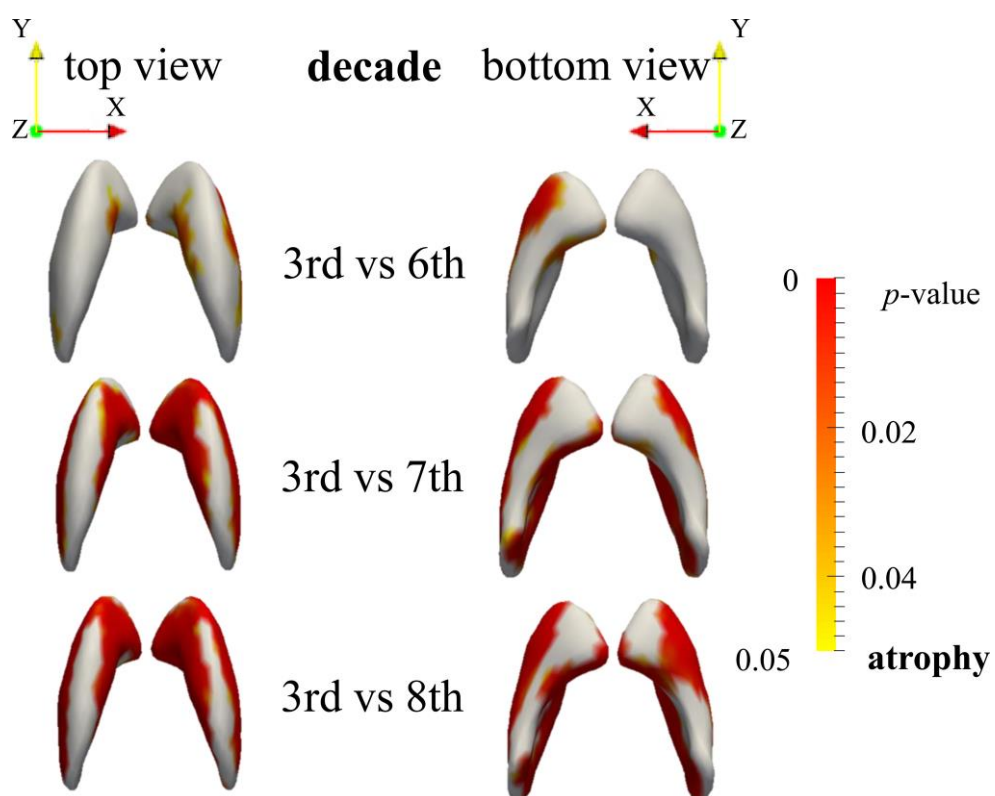 Y
Y
top view decade bottom view
X
X
Z
Z
3rd vs 6th
0
p-value
0.02
3rd vs 7th
0.04
0.05
atrophy
3rd vs 8th